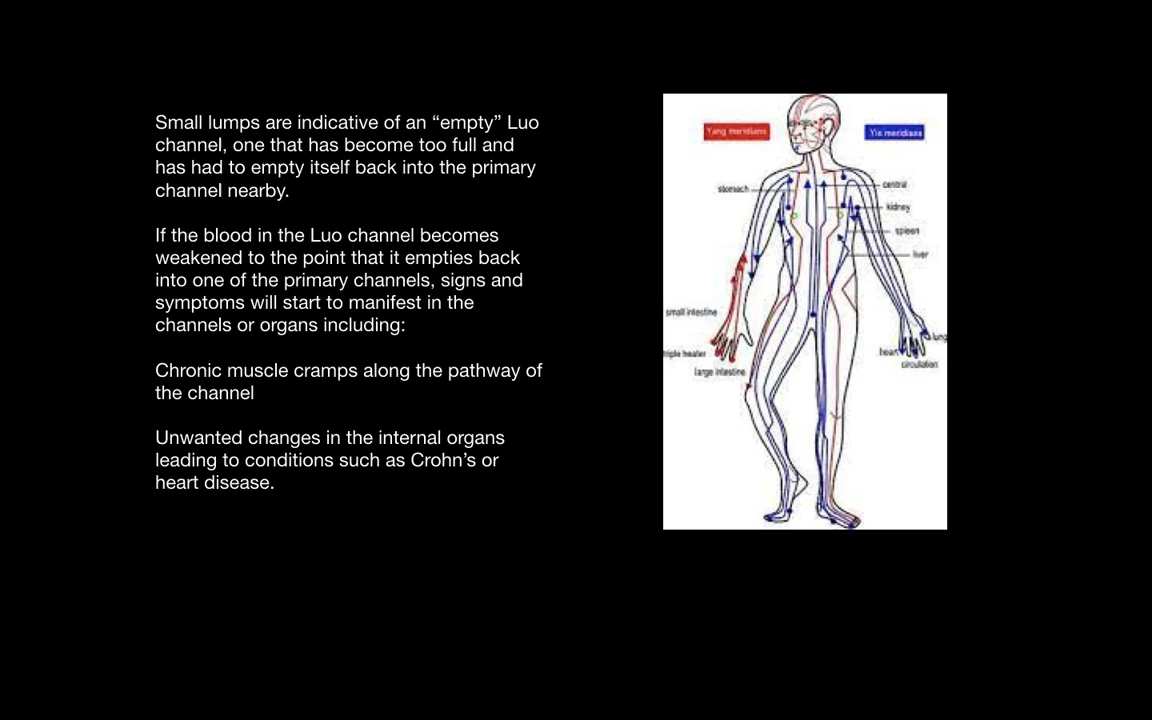 Small lumps are indicative of an “empty” Luo
channel, one that has become too full and
has had to empty itself back into the primary
channel nearby.
If the blood in the Luo channel becomes
weakened to the point that it empties back
into one of the primary channels, signs and
symptoms will start to manifest in the
channels or organs including:
Chronic muscle cramps along the pathway of
the channel
Unwanted changes in the internal organs
leading to conditions such as Crohn’s or
heart disease.
Yang meridians
Yin meridians
stomach
central
kidney
spleen
liver
small intestine
triple heater
large intestine
lung
heart
circulation